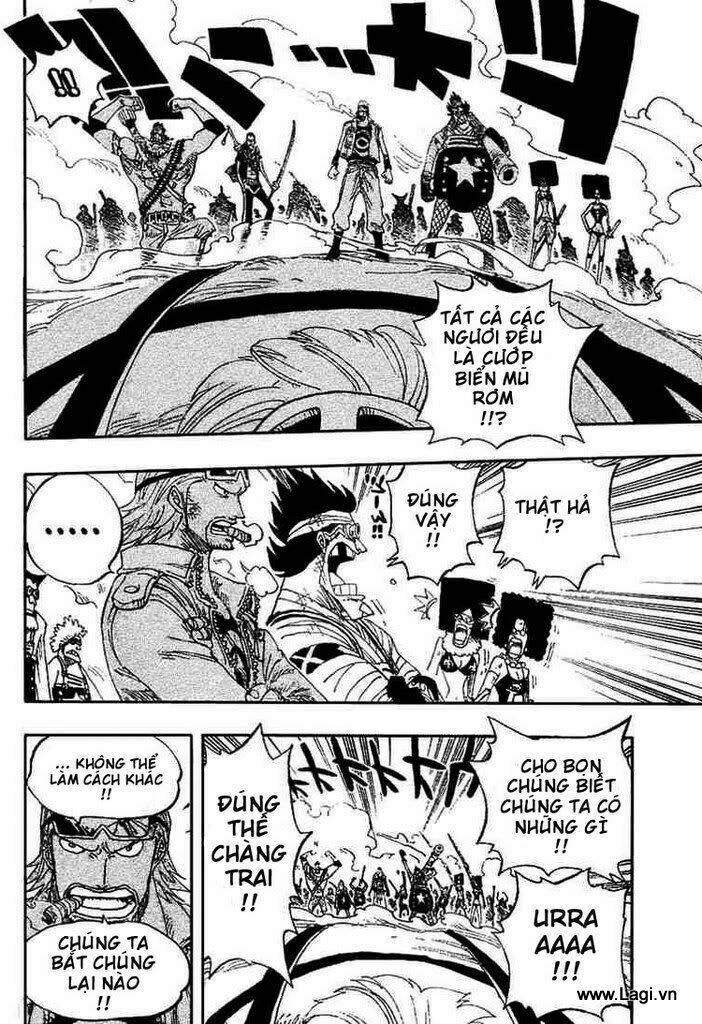 !!
TẤT CẢ CÁC
NGƯƠI ĐỀU
LÀ CƯỚP
BIỂN MŨ
RƠM
!!?
THẬT HẢ
!?
ĐÚNG
VẬY
!!
.....
CHO BỌN
CHÚNG BIẾT
CHÚNG TA CÓ
NHỮNG GÌ
!!
URRA
AAAA
!!!
ĐÚNG
THẾ
CHÀNG
TRAI
!!
... KHÔNG THỂ
LÀM CÁCH KHÁC
!!
CHÚNG TA
BẮT CHÚNG
LẠI NÀO
!!
www.Lagi.vn